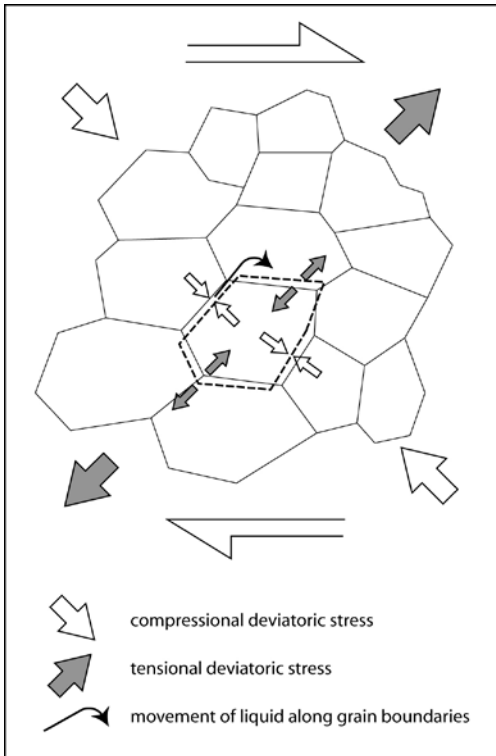 compressional deviatoric stress
tensional deviatoric stress
movement of liquid along grain boundaries